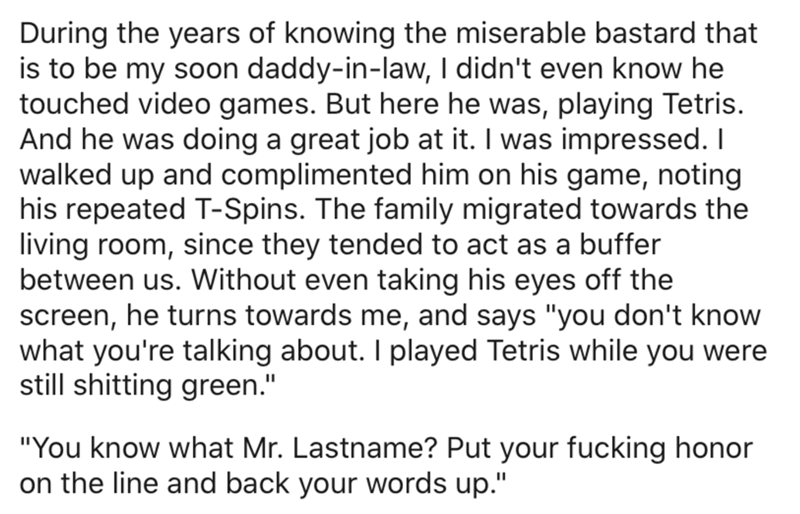 During the years of knowing the miserable bastard that
is to be my soon daddy-in-law, I didn't even know he
touched video games. But here he was, playing Tetris.
And he was doing a great job at it. I was impressed. I
walked up and complimented him on his game, noting
his repeated T-Spins. The family migrated towards the
living room, since they tended to act as a buffer
between us. Without even taking his eyes off the
screen, he turns towards me, and says "you don't know
what you're talking about. I played Tetris while you were
still shitting green."
"You know what Mr. Lastname? Put your fucking honor
on the line and back your words up."